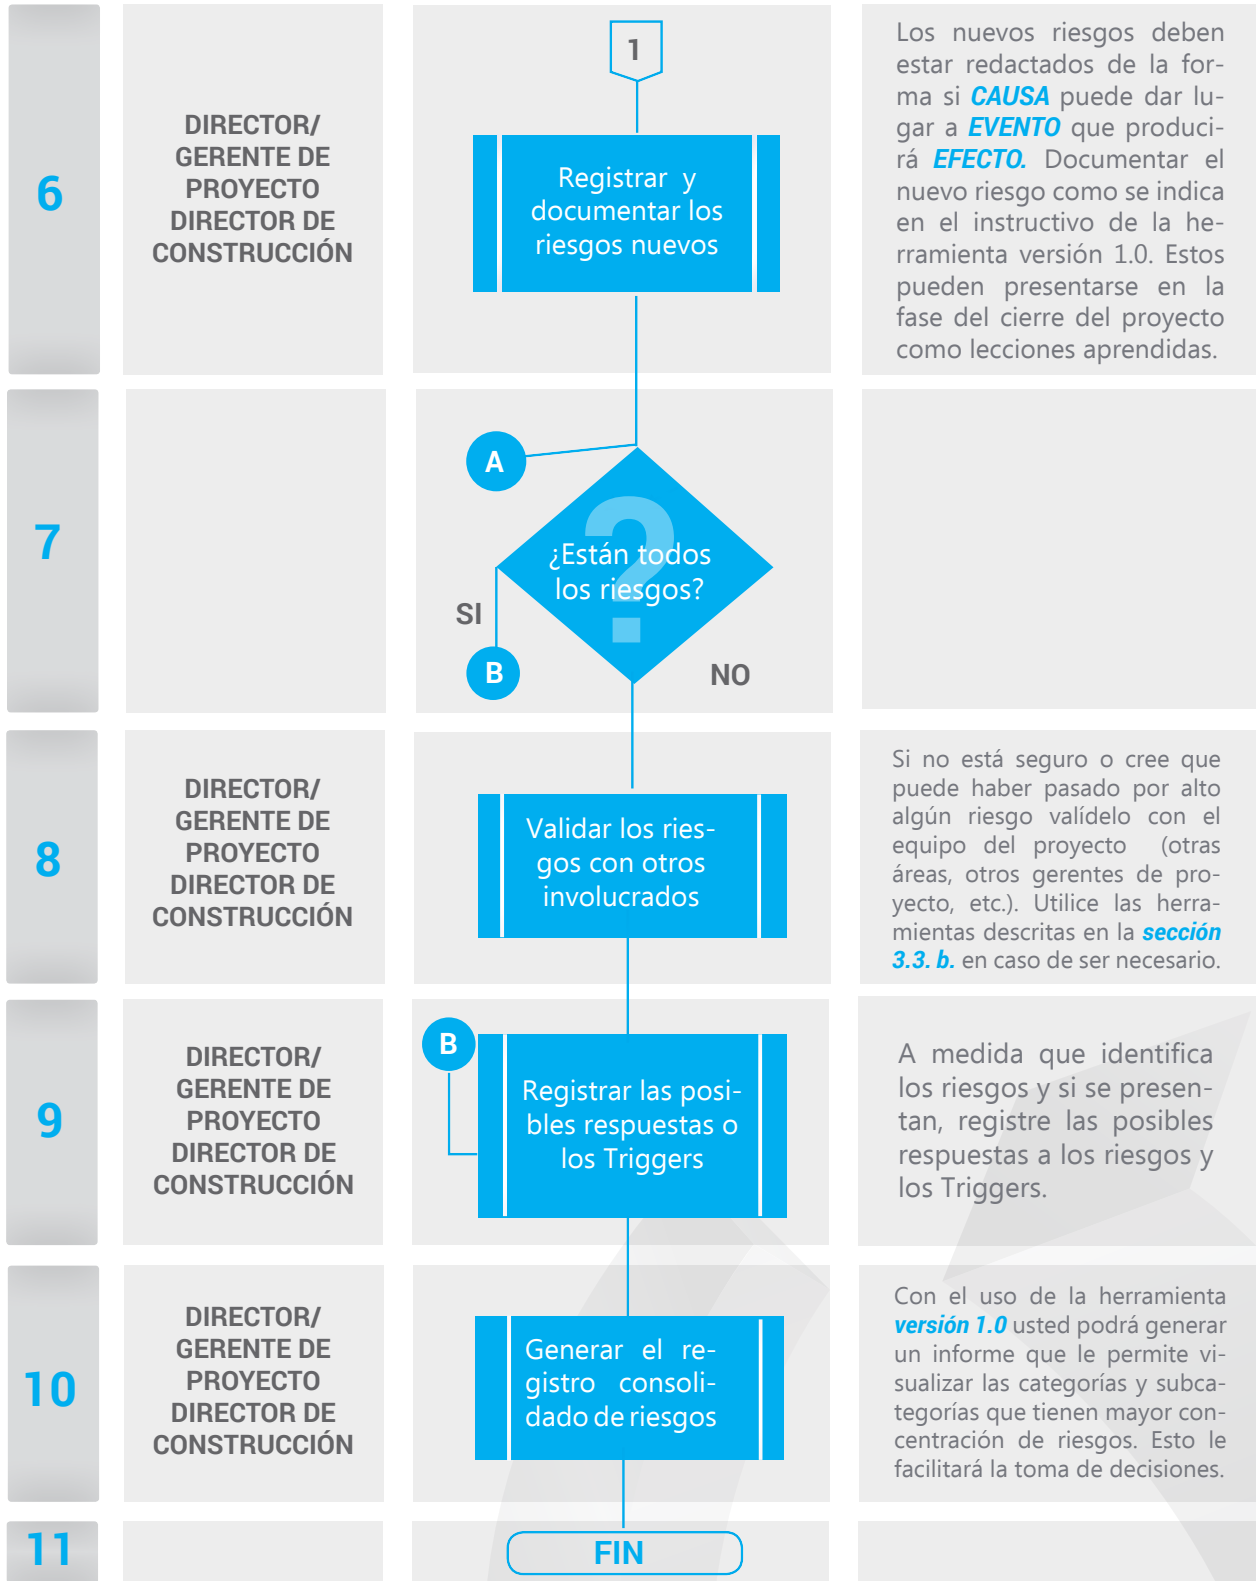 6
DIRECTOR/
GERENTE DE
PROYECTO
DIRECTOR DE
CONSTRUCCIÓN
1
Registrar y
documentar los
riesgos nuevos
Los nuevos riesgos deben
estar redactados de la for-
ma si CAUSA puede dar lu-
gar a EVENTO que produci-
rá EFECTO. Documentar el
nuevo riesgo como se indica
en el instructivo de la he-
rramienta versión 1.0. Estos
pueden presentarse en la
fase del cierre del proyecto
como lecciones aprendidas.
7
A
?
¿Están todos
los riesgos?
SI
B
NO
8
DIRECTOR/
GERENTE DE
PROYECTO
DIRECTOR DE
CONSTRUCCIÓN
Validar los ries-
gos con otros
involucrados
Si no está seguro o cree que
puede haber pasado por alto
algún riesgo valídelo con el
equipo del proyecto (otras
áreas, otros gerentes de pro-
yecto, etc.). Utilice las herra-
mientas descritas en la sección
3.3. b. en caso de ser necesario.
9
DIRECTOR/
GERENTE DE
PROYECTO
DIRECTOR DE
CONSTRUCCIÓN
B
Registrar las posi-
bles respuestas o
los Triggers
A medida que identifica
los riesgos y si se presen-
tan, registre las posibles
respuestas a los riesgos y
los Triggers.
10
DIRECTOR/
GERENTE DE
PROYECTO
DIRECTOR DE
CONSTRUCCIÓN
Generar el re-
gistro consoli-
dado de riesgos
Con el uso de la herramienta
versión 1.0 usted podrá generar
un informe que le permite vi-
sualizar las categorías y subca-
tegorías que tienen mayor con-
centración de riesgos. Esto le
facilitará la toma de decisiones.
11
FIN